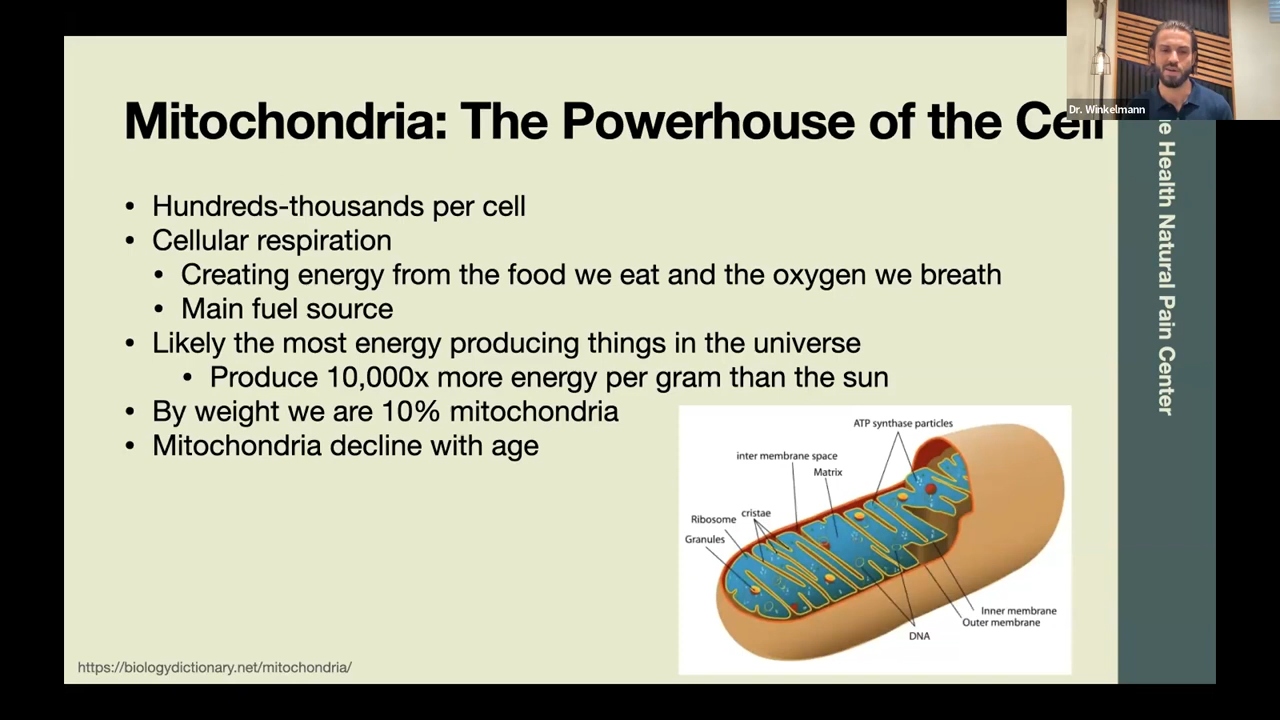 Mitochondria: The Powerhouse of the Cell
Dr. Winkelmann
• Hundreds-thousands per cell
• Cellular respiration
• Creating energy from the food we eat and the oxygen we breath
• Main fuel source
• Likely the most energy producing things in the universe
• Produce 10,000x more energy per gram than the sun
• By weight we are 10% mitochondria
• Mitochondria decline with age
Health Natural Pain Center
ATP synthase particles
inter membrane space
Matrix
cristae
Ribosome
Granules
Inner membrane
Outer membrane
DNA
https://biologydictionary.net/mitochondria/